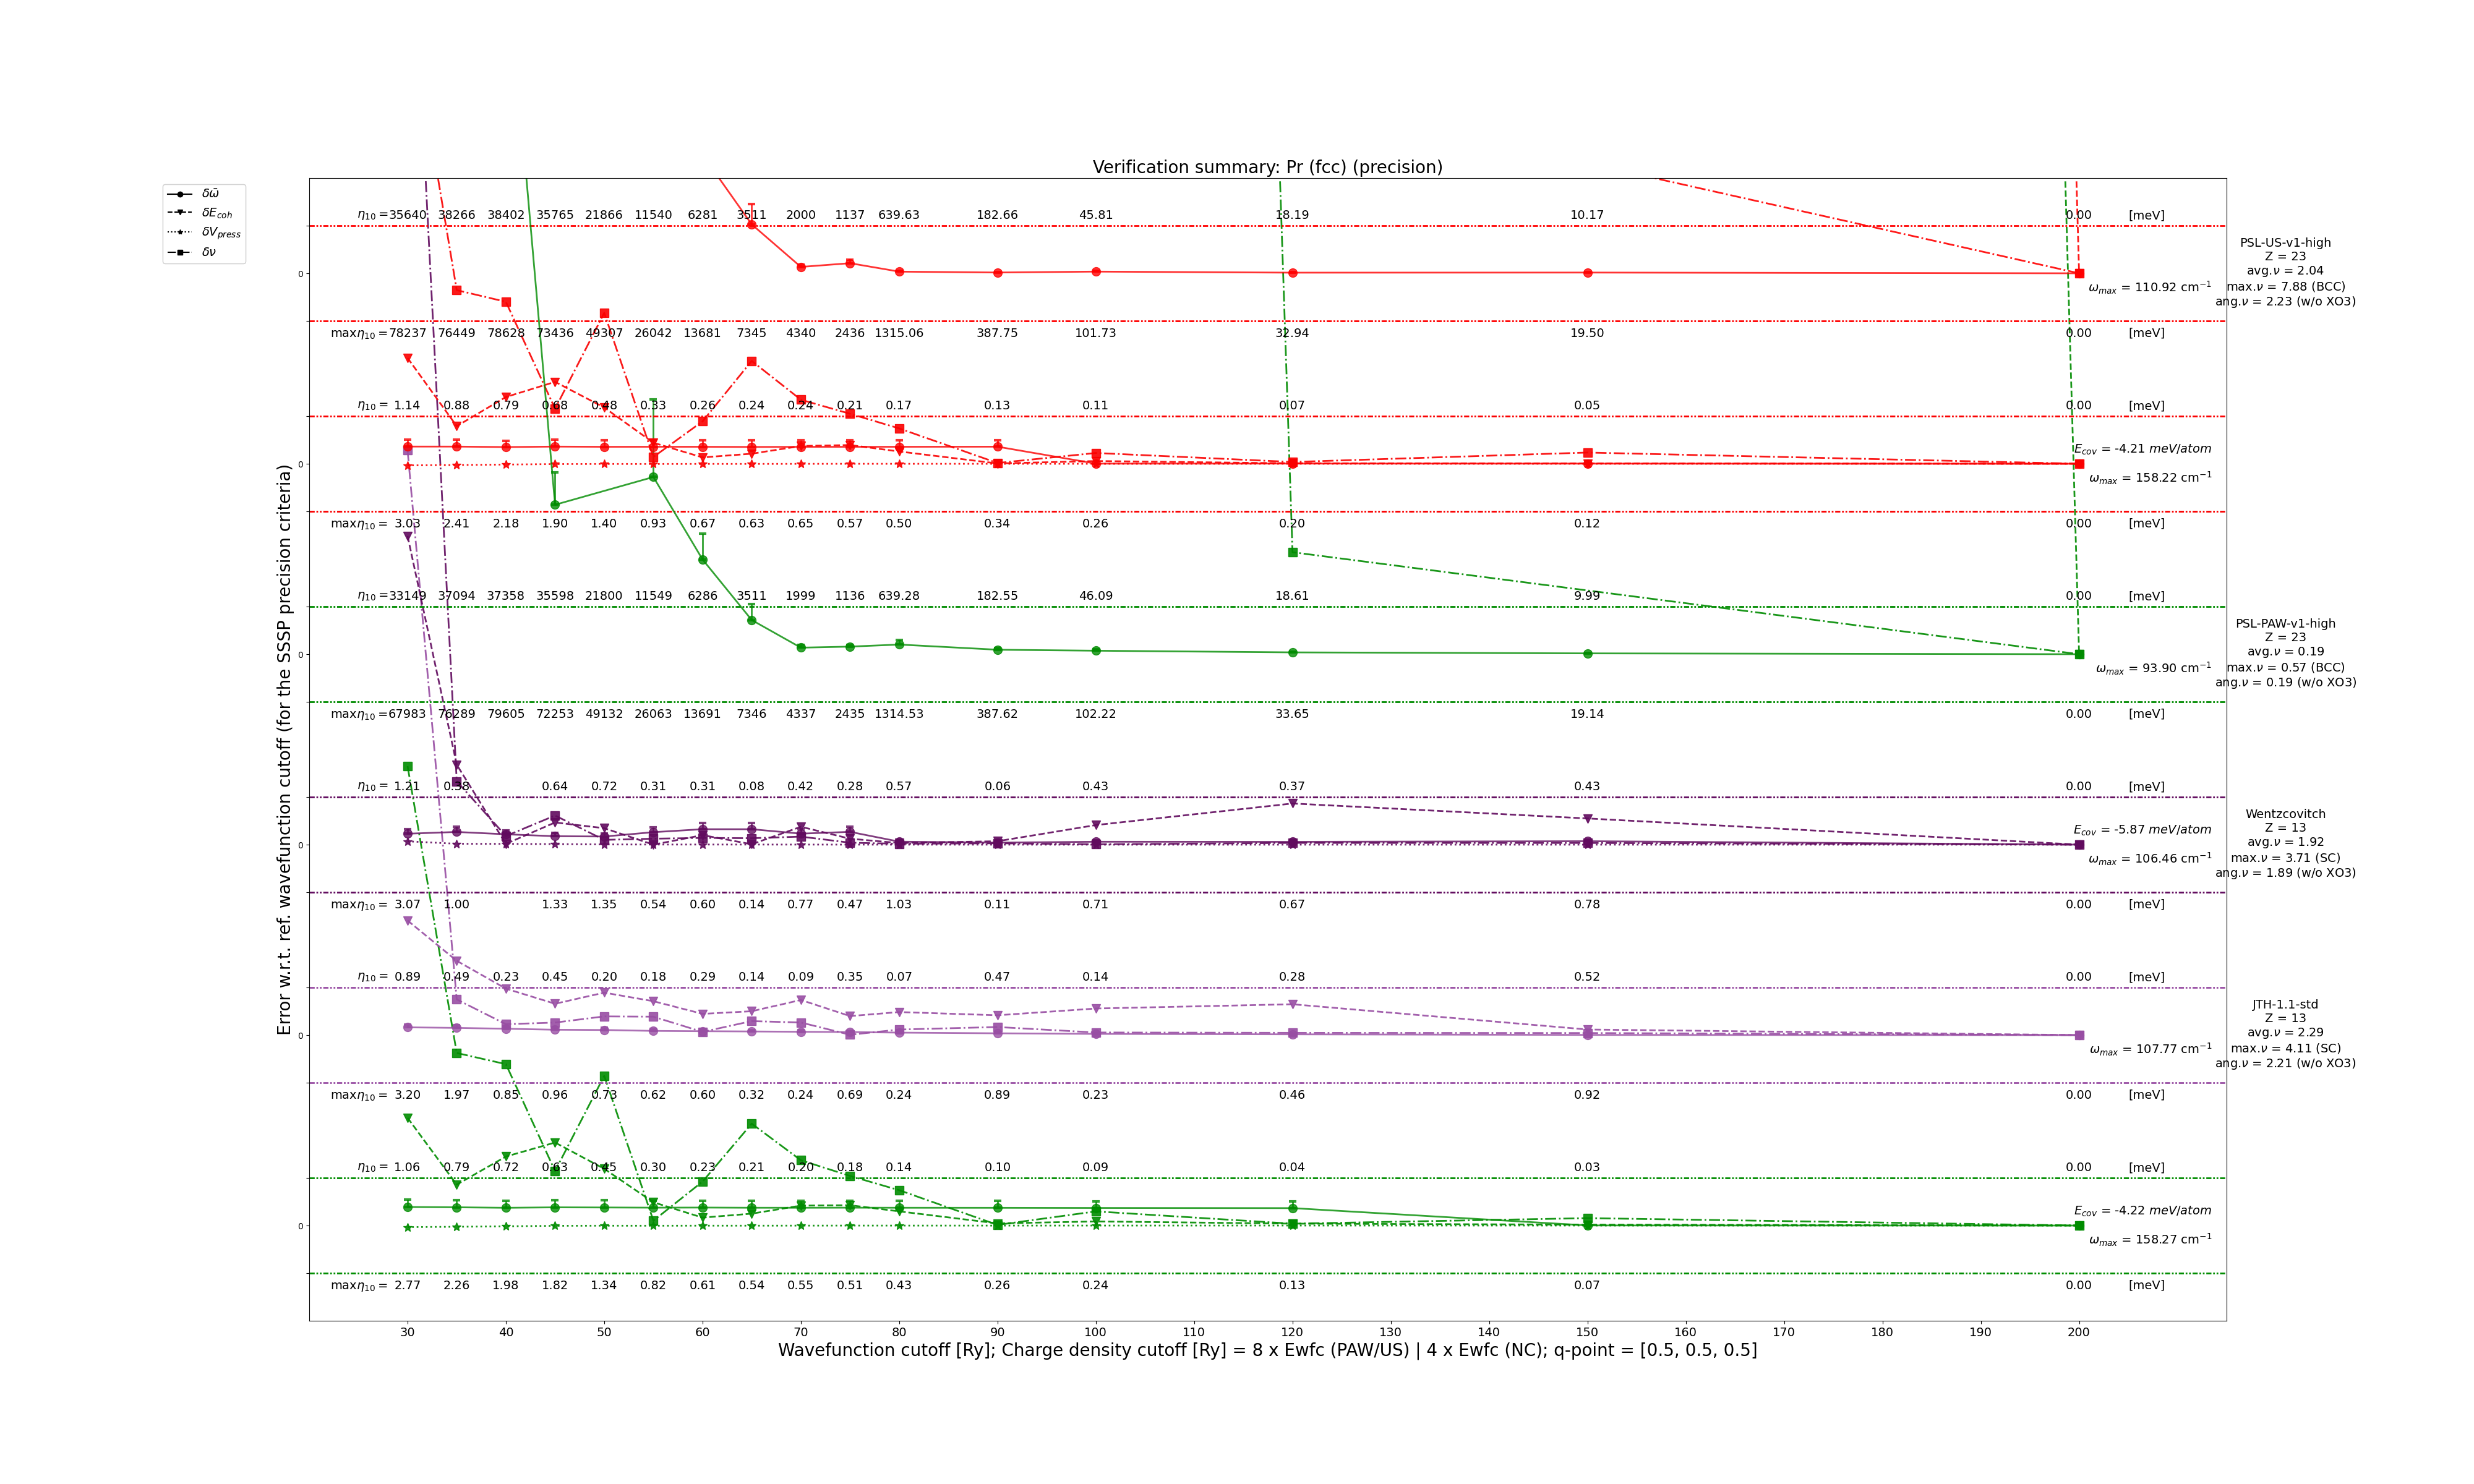 Verification summary: Pr (fcc) (precision)
δω̄
δE_coh
δV_press
δν
Error w.r.t. ref. wavefunction cutoff (for the SSSP precision criteria)
η₁₀ = 35640 38266 38402 35765 21866 11540 6281 3511 2000 1137 639.63 182.66 45.81 18.19 10.17 0.00 [meV]
0
ω_max = 110.92 cm⁻¹
PSL-US-v1-high
Z = 23
avg.ν = 2.04
max.ν = 7.88 (BCC)
ang.ν = 2.23 (w/o XO3)
maxη₁₀ = 78237 76449 78628 73436 49307 26042 13681 7345 4340 2436 1315.06 387.75 101.73 32.94 19.50 0.00 [meV]
η₁₀ = 1.14 0.88 0.79 0.68 0.48 0.33 0.26 0.24 0.24 0.21 0.17 0.13 0.11 0.07 0.05 0.00 [meV]
E_cov = -4.21 meV/atom
0
ω_max = 158.22 cm⁻¹
maxη₁₀ = 3.03 2.41 2.18 1.90 1.40 0.93 0.67 0.63 0.65 0.57 0.50 0.34 0.26 0.20 0.12 0.00 [meV]
η₁₀ = 33149 37094 37358 35598 21800 11549 6286 3511 1999 1136 639.28 182.55 46.09 18.61 9.99 0.00 [meV]
0
ω_max = 93.90 cm⁻¹
PSL-PAW-v1-high
Z = 23
avg.ν = 0.19
max.ν = 0.57 (BCC)
ang.ν = 0.19 (w/o XO3)
maxη₁₀ = 67983 76289 79605 72253 49132 26063 13691 7346 4337 2435 1314.53 387.62 102.22 33.65 19.14 0.00 [meV]
η₁₀ = 1.21 0.38 0.64 0.72 0.31 0.31 0.08 0.42 0.28 0.57 0.06 0.43 0.37 0.43 0.00 [meV]
E_cov = -5.87 meV/atom
0
ω_max = 106.46 cm⁻¹
Wentzcovitch
Z = 13
avg.ν = 1.92
max.ν = 3.71 (SC)
ang.ν = 1.89 (w/o XO3)
maxη₁₀ = 3.07 1.00 1.33 1.35 0.54 0.60 0.14 0.77 0.47 1.03 0.11 0.71 0.67 0.78 0.00 [meV]
η₁₀ = 0.89 0.49 0.23 0.45 0.20 0.18 0.29 0.14 0.09 0.35 0.07 0.47 0.14 0.28 0.52 0.00 [meV]
0
ω_max = 107.77 cm⁻¹
JTH-1.1-std
Z = 13
avg.ν = 2.29
max.ν = 4.11 (SC)
ang.ν = 2.21 (w/o XO3)
maxη₁₀ = 3.20 1.97 0.85 0.96 0.73 0.62 0.60 0.32 0.24 0.69 0.24 0.89 0.23 0.46 0.92 0.00 [meV]
η₁₀ = 1.06 0.79 0.72 0.63 0.45 0.30 0.23 0.21 0.20 0.18 0.14 0.10 0.09 0.04 0.03 0.00 [meV]
E_cov = -4.22 meV/atom
0
ω_max = 158.27 cm⁻¹
maxη₁₀ = 2.77 2.26 1.98 1.82 1.34 0.82 0.61 0.54 0.55 0.51 0.43 0.26 0.24 0.13 0.07 0.00 [meV]
30 40 50 60 70 80 90 100 110 120 130 140 150 160 170 180 190 200
Wavefunction cutoff [Ry]; Charge density cutoff [Ry] = 8 x Ewfc (PAW/US) | 4 x Ewfc (NC); q-point = [0.5, 0.5, 0.5]